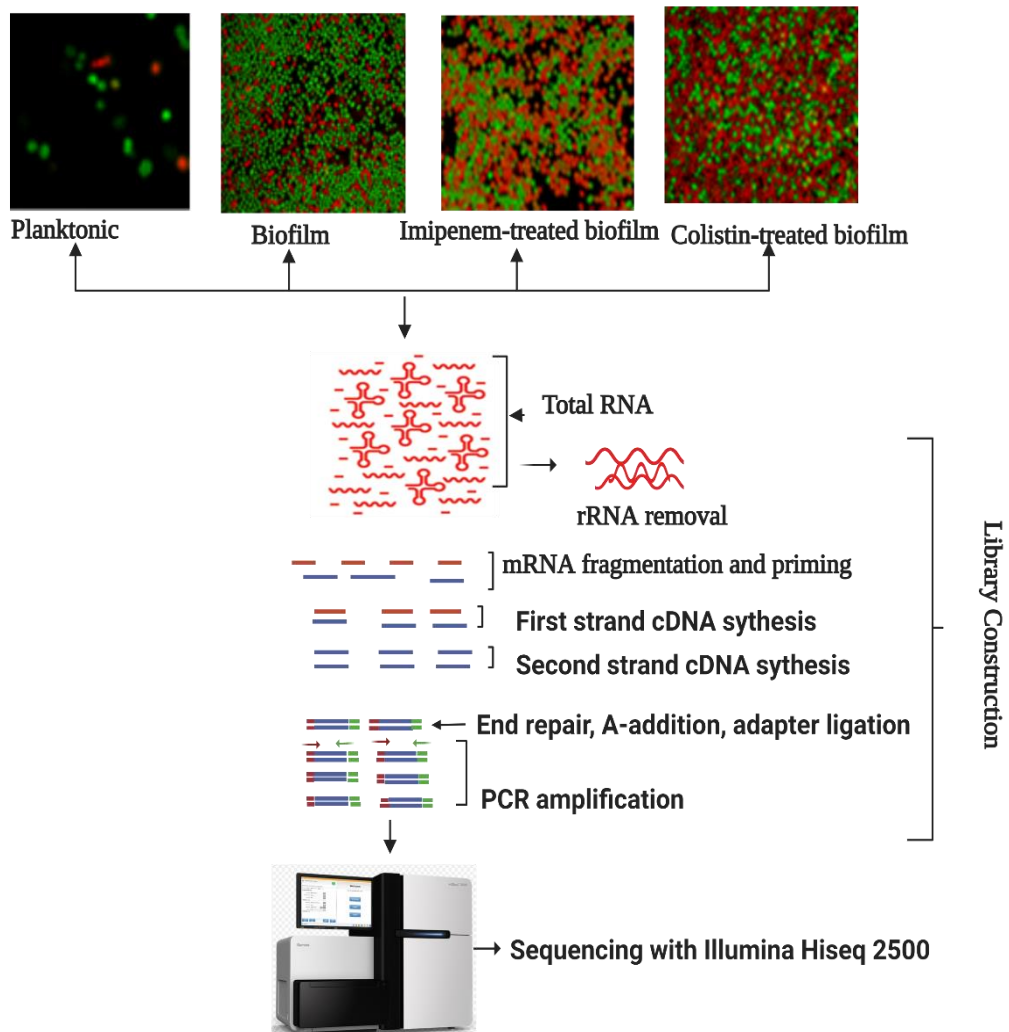 Planktonic
Biofilm
Imipenem-treated biofilm
Colistin-treated biofilm
Total RNA
rRNA removal
mRNA fragmentation and priming
First strand cDNA sythesis
Second strand cDNA sythesis
End repair, A-addition, adapter ligation
PCR amplification
Library Construction
Sequencing with Illumina Hiseq 2500